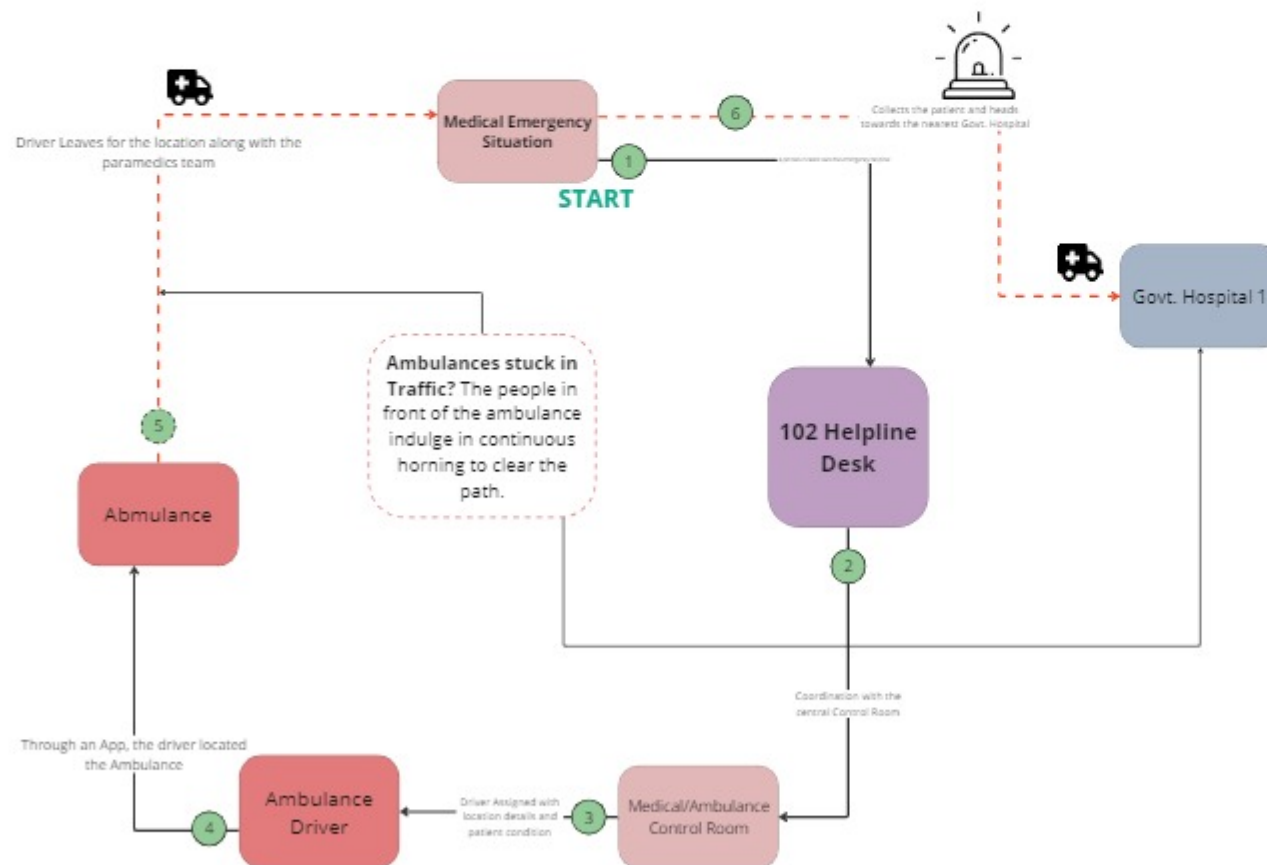 Collects the patient and heads
towards the nearest Govt. Hospital
6
Medical Emergency
Situation
1
START
Driver Leaves for the location along with the
paramedics team
Govt. Hospital 1
Ambulances stuck in
Traffic? The people in
front of the ambulance
indulge in continuous
horning to clear the
path.
102 Helpline
Desk
5
Abmulance
2
Coordination with the
central Control Room
Through an App, the driver located
the Ambulance
4
Ambulance
Driver
Driver Assigned with
location details and
patient condition
3
Medical/Ambulance
Control Room